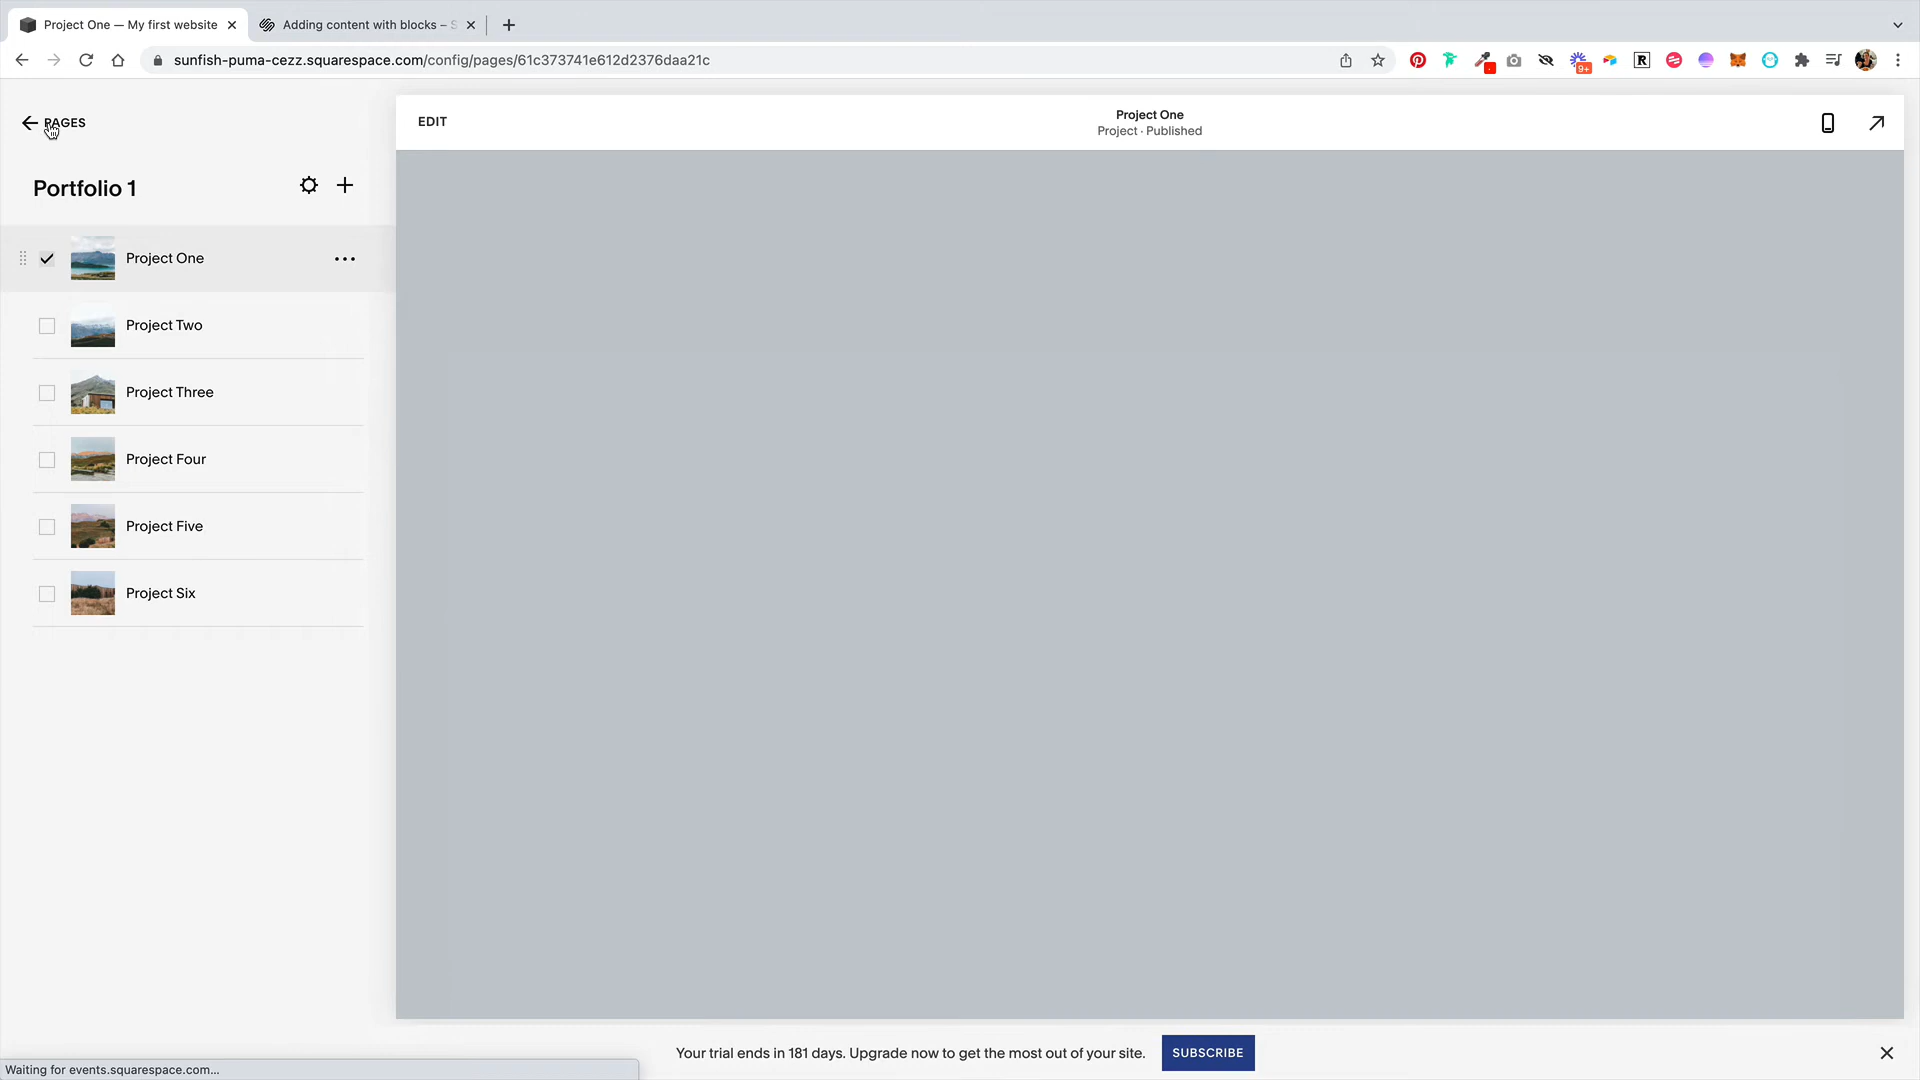 Project One — My first website
Adding content with blocks – S
sunfish-puma-cezz.squarespace.com/config/pages/61c373741e612d2376daa21c
9+
R
PAGES
EDIT
Project One
Project · Published
Portfolio 1
Project One
Project Two
Project Three
Project Four
Project Five
Project Six
Your trial ends in 181 days. Upgrade now to get the most out of your site.
SUBSCRIBE
Waiting for events.squarespace.com...